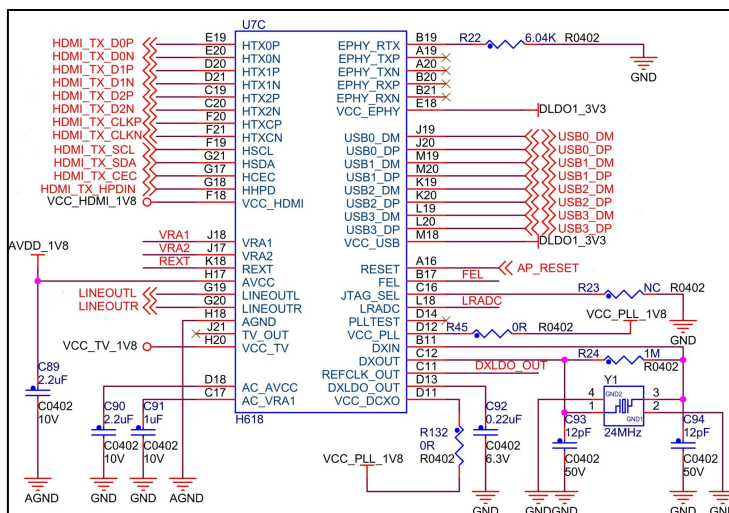 U7C
HDMI_TX_D0P E19 HTX0P
HDMI_TX_D0N E20 HTX0N
HDMI_TX_D1P D20 HTX1P
HDMI_TX_D1N D21 HTX1N
HDMI_TX_D2P C19 HTX2P
HDMI_TX_D2N C20 HTX2N
HDMI_TX_CLKP F20 HTXCP
HDMI_TX_CLKN F21 HTXCN
HDMI_TX_SCL F19 HSCL
HDMI_TX_SDA G21 HSDA
HDMI_TX_CEC G17 HCEC
HDMI_TX_HPDIN G18 HHPD
VCC_HDMI_1V8 F18 VCC_HDMI
VRA1 J18 VRA1
VRA2 J17 VRA2
REXT K18 REXT
AVDD_1V8 H17 AVCC
LINEOUTL G19 LINEOUTL
LINEOUTR G20 LINEOUTR
H18 AGND
J21 TV_OUT
VCC_TV_1V8 H20 VCC_TV
D18 AC_AVCC
C17 AC_VRA1
H618
EPHY_RTX B19 R22 6.04K R0402
GND
EPHY_TXP A19
EPHY_TXN A20
EPHY_RXP B20
EPHY_RXN B21
VCC_EPHY E18 DLDO1_3V3
USB0_DM J19 USB0_DM
USB0_DP J20 USB0_DP
USB1_DM M19 USB1_DM
USB1_DP M20 USB1_DP
USB2_DM K19 USB2_DM
USB2_DP K20 USB2_DP
USB3_DM L19 USB3_DM
USB3_DP L20 USB3_DP
VCC_USB M18 DLDO1_3V3
RESET A16 AP_RESET
FEL B17 FEL
JTAG_SEL C16 R23 NC R0402
GND
LRADC L18 LRADC
PLLTEST D14
VCC_PLL D12 R45 0R R0402 VCC_PLL_1V8
DXIN B11
DXOUT C12 R24 1M R0402
REFCLK_OUT C11 DXLDO_OUT
DXLDO_OUT D13
VCC_DCXO D11
C89
2.2uF
C0402
10V
AGND
C90
2.2uF
C0402
10V
GND
C91
1uF
C0402
10V
GND
AGND
VCC_PLL_1V8
R132
0R
R0402
C92
0.22uF
C0402
6.3V
GND
Y1
4 GND2 3
1 GND1 2
24MHz
C93
12pF
C0402
50V
GND
GND
C94
12pF
C0402
50V
GND
GND